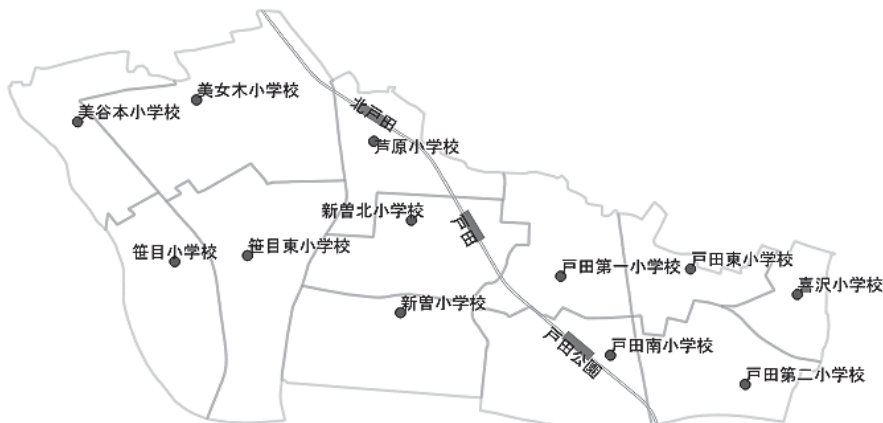 美女木小学校
美谷本小学校
北戸田
芦原小学校
新曽北小学校
戸田
笹目小学校
笹目東小学校
戸田第一小学校
戸田東小学校
喜沢小学校
新曽小学校
戸田公園
戸田南小学校
戸田第二小学校